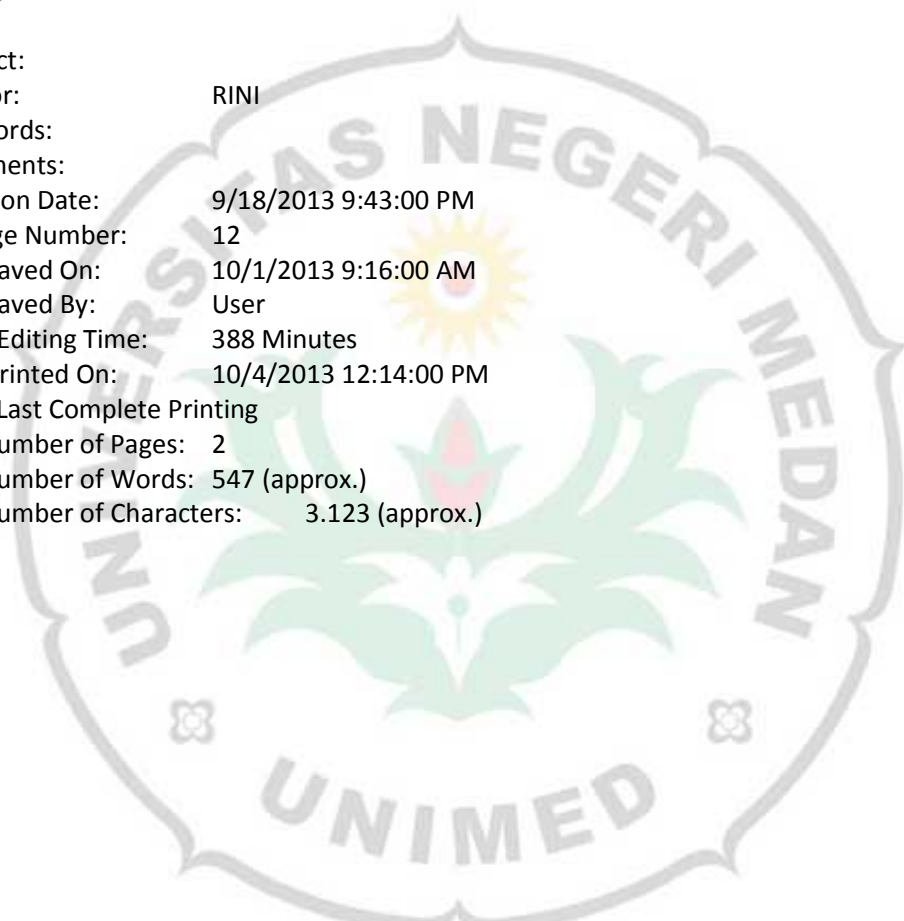 ct:
or: RINI
ords:
ments:
on Date: 9/18/2013 9:43:00 PM
ge Number: 12
aved On: 10/1/2013 9:16:00 AM
aved By: User
Editing Time: 388 Minutes
rinted On: 10/4/2013 12:14:00 PM
Last Complete Printing
umber of Pages: 2
umber of Words: 547 (approx.)
umber of Characters: 3.123 (approx.)
UNIVERSITAS NEGERI MEDAN
UNIMED